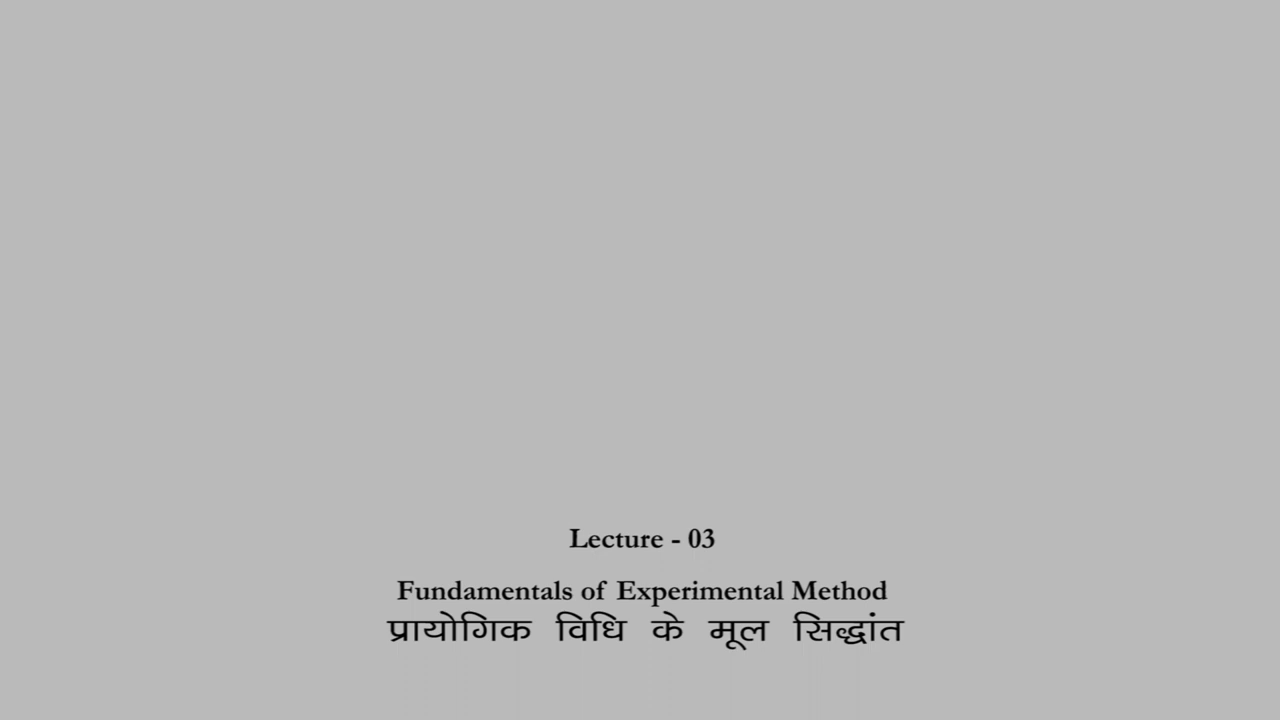 Lecture - 03
Fundamentals of Experimental Method
प्रायोगिक विधि के मूल सिद्धांत